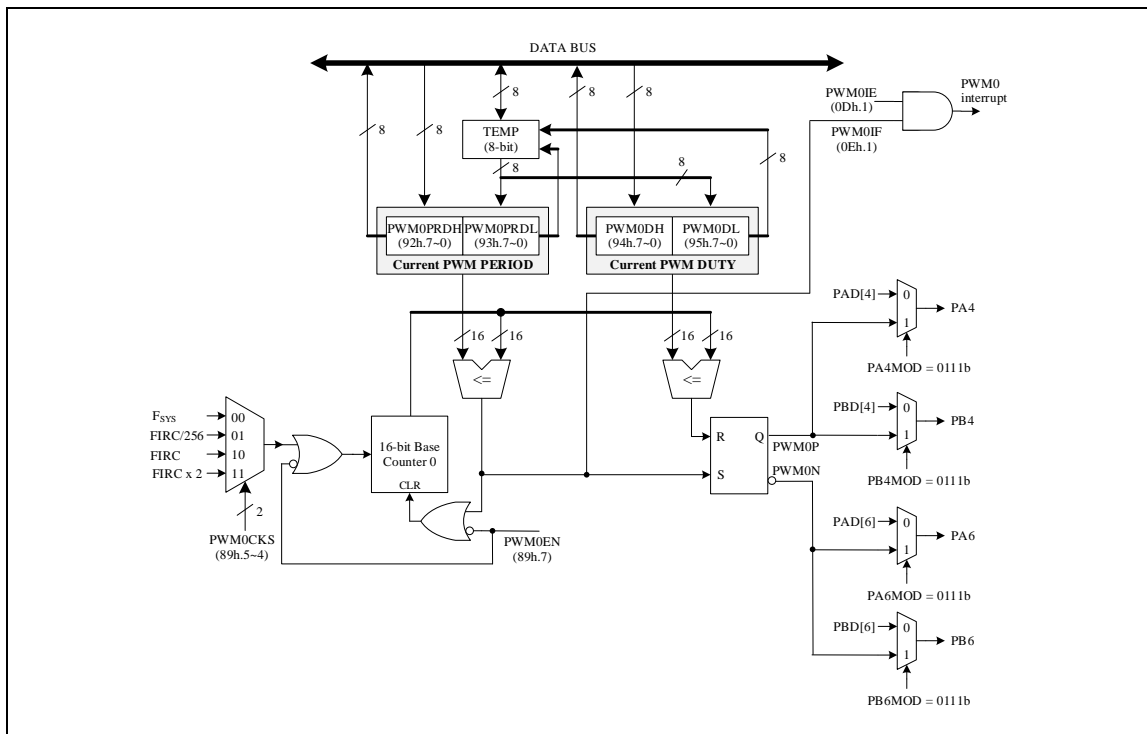 DATA BUS
PWM0IE
(0Dh.1)
PWM0IF
(0Eh.1)
PWM0
interrupt
8
8
8
8
8
8
8
8
TEMP
(8-bit)
PWM0PRDH
(92h.7~0)
PWM0PRDL
(93h.7~0)
Current PWM PERIOD
PWM0DH
(94h.7~0)
PWM0DL
(95h.7~0)
Current PWM DUTY
16
16
16
16
<=
<=
FSYS
FIRC/256
FIRC
FIRC x 2
00
01
10
11
2
PWM0CKS
(89h.5~4)
16-bit Base
Counter 0
CLR
PWM0EN
(89h.7)
R
S
Q
PWM0P
PWM0N
PAD[4]
0
1
PA4
PA4MOD = 0111b
PBD[4]
0
1
PB4
PB4MOD = 0111b
PAD[6]
0
1
PA6
PA6MOD = 0111b
PBD[6]
0
1
PB6
PB6MOD = 0111b